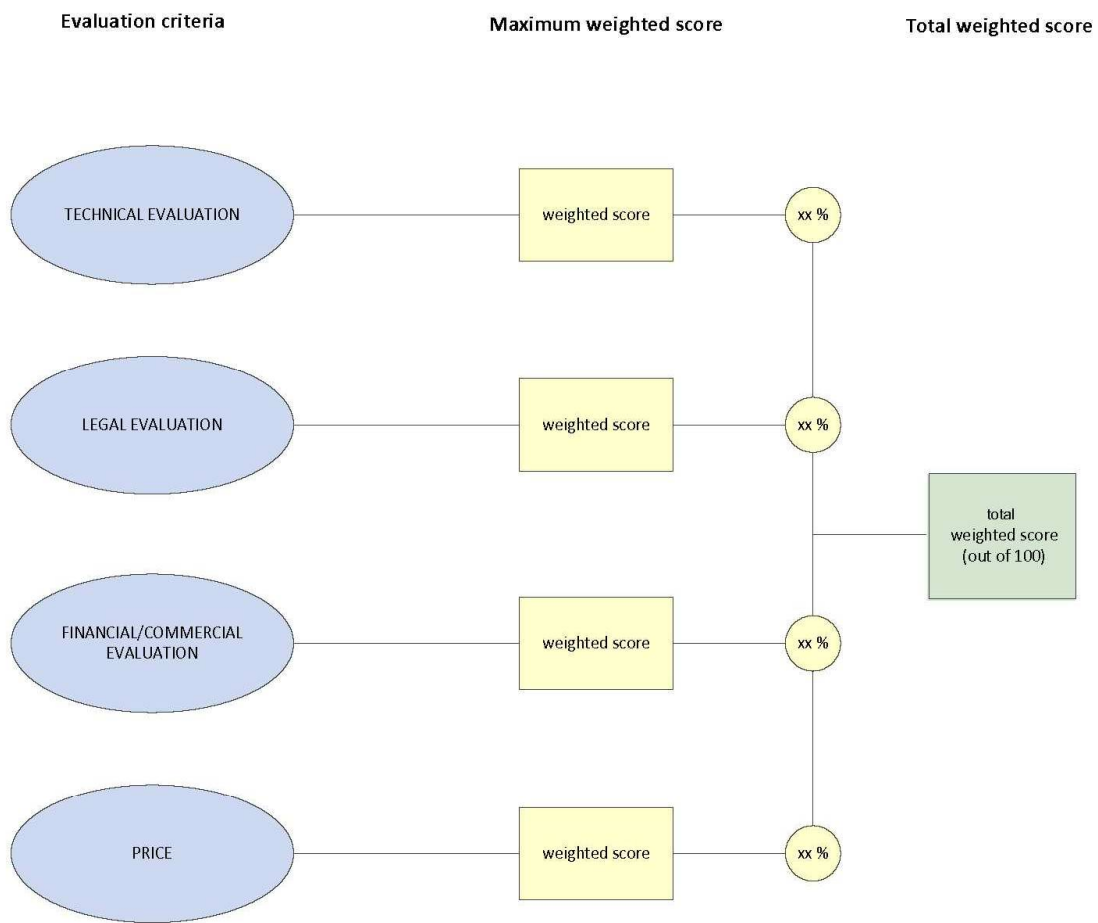 Evaluation criteria
Maximum weighted score
Total weighted score
TECHNICAL EVALUATION
weighted score
xx %
LEGAL EVALUATION
weighted score
xx %
total
weighted score
(out of 100)
FINANCIAL/COMMERCIAL
EVALUATION
weighted score
xx %
PRICE
weighted score
xx %